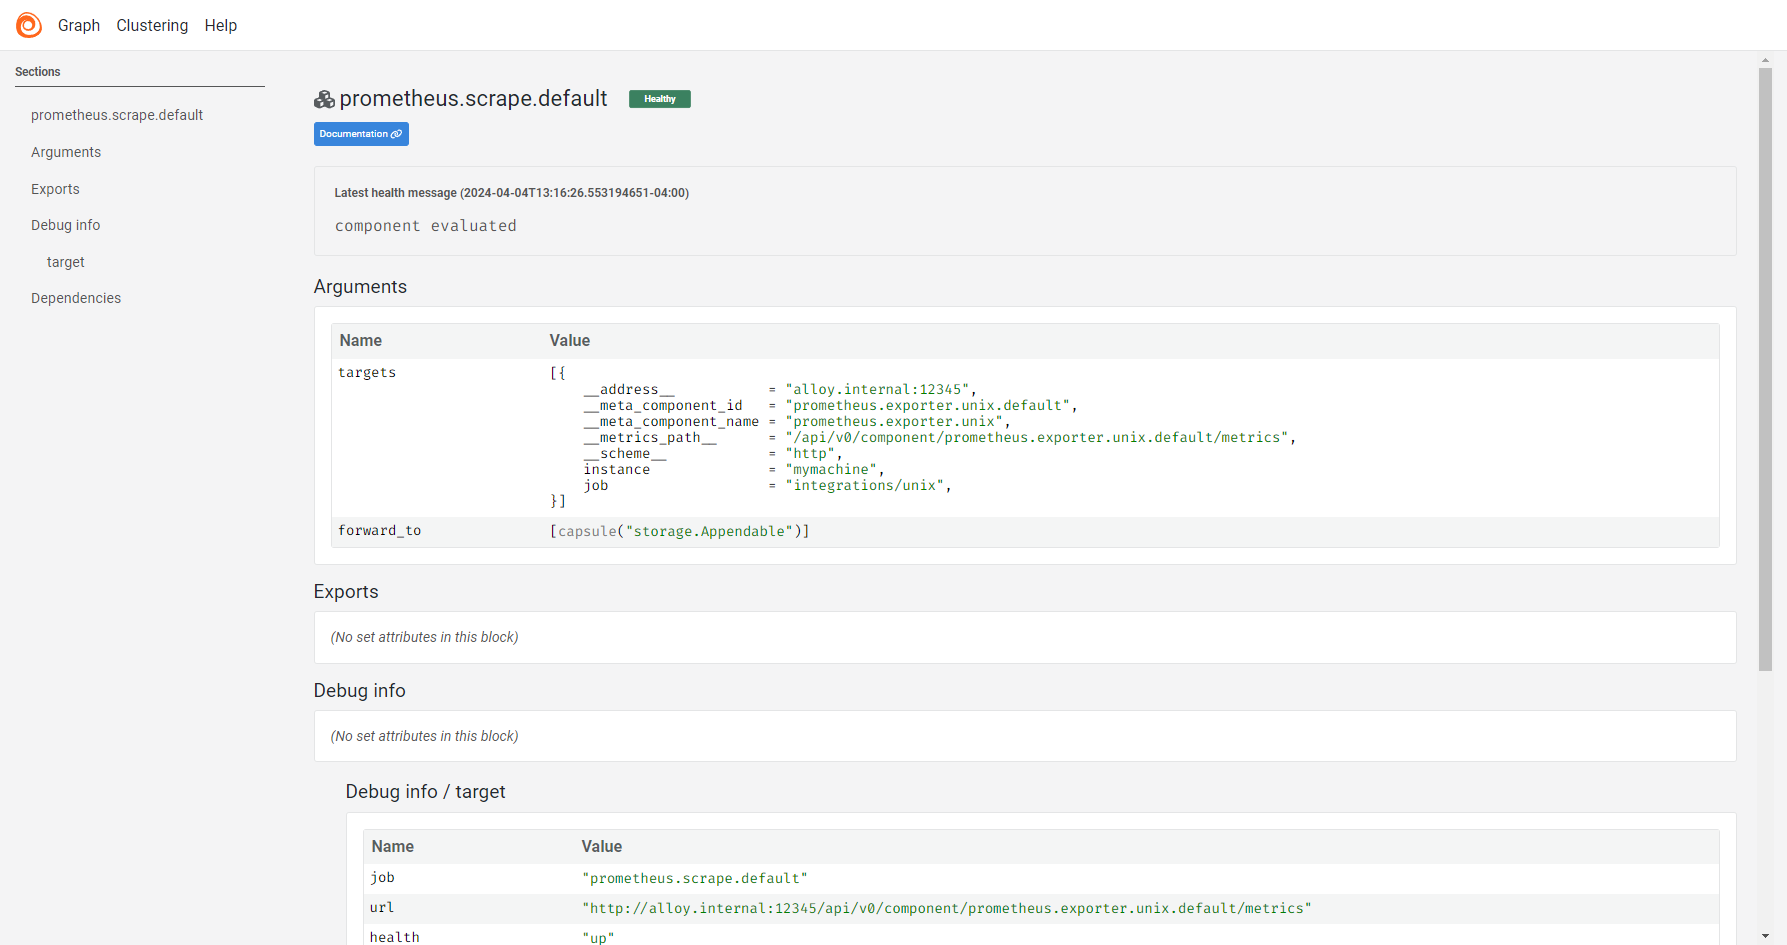 Graph Clustering Help
Sections
prometheus.scrape.default
Arguments
Exports
Debug info
target
Dependencies
prometheus.scrape.default Healthy
Documentation
Latest health message (2024-04-04T13:16:26.553194651-04:00)
component evaluated
Arguments
Name Value
targets [{
__address__ = "alloy.internal:12345",
__meta_component_id = "prometheus.exporter.unix.default",
__meta_component_name = "prometheus.exporter.unix",
__metrics_path__ = "/api/v0/component/prometheus.exporter.unix.default/metrics",
__scheme__ = "http",
instance = "mymachine",
job = "integrations/unix",
}]
forward_to [capsule("storage.Appendable")]
Exports
(No set attributes in this block)
Debug info
(No set attributes in this block)
Debug info / target
Name Value
job "prometheus.scrape.default"
url "http://alloy.internal:12345/api/v0/component/prometheus.exporter.unix.default/metrics"
health "up"